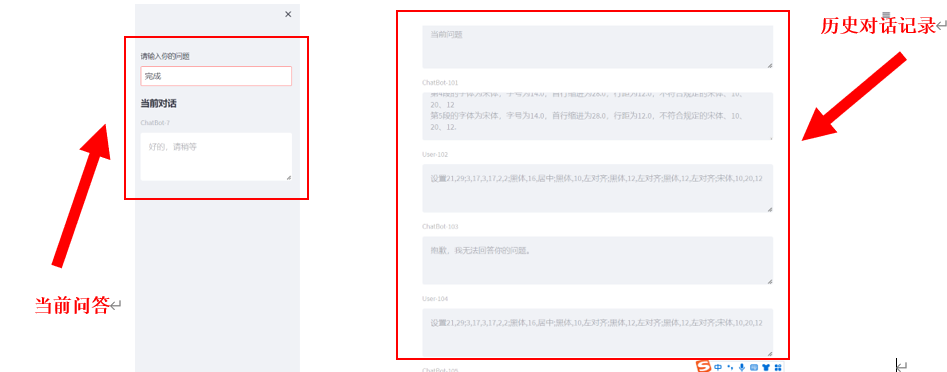 ×
请输入你的问题
完成
当前对话
ChatBot-7
好的，请稍等
当前问答
历史对话记录
当前问题
ChatBot-101
第4段的字体为宋体，字号为14.0，首行缩进为28.0，行距为12.0，不符合规定的宋体、10、
20、12
第5段的字体为宋体，字号为14.0，首行缩进为28.0，行距为12.0，不符合规定的宋体、10、
20、12.
User-102
设置21,29;3,17,3,17,2,2;黑体,16,居中;黑体,10,左对齐;黑体,12,左对齐;黑体,12,左对齐;宋体,10,20,12
ChatBot-103
抱歉，我无法回答你的问题。
User-104
设置21,29;3,17,3,17,2,2;黑体,16,居中;黑体,10,左对齐;黑体,12,左对齐;黑体,12,左对齐;宋体,10,20,12
中